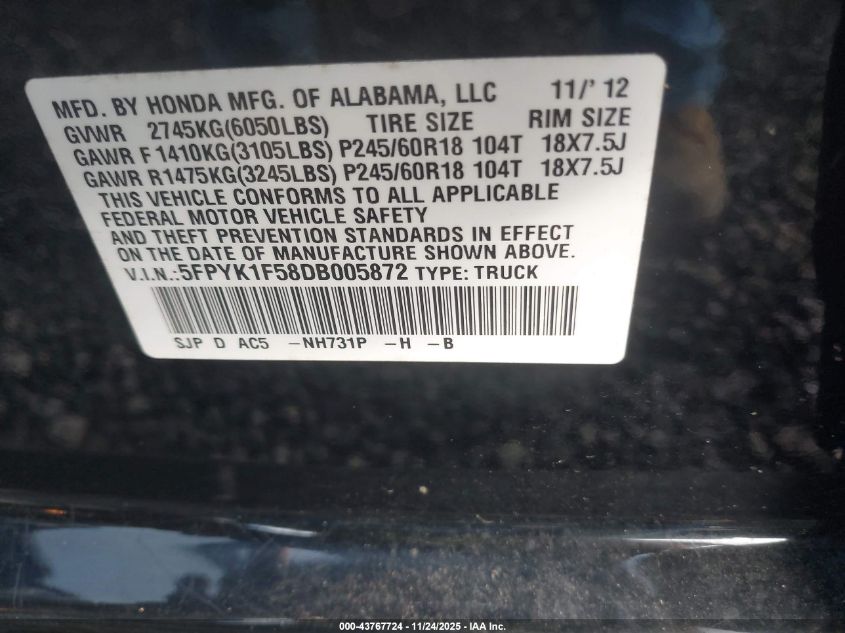 MFD. BY HONDA MFG. OF ALABAMA, LLC 11/' 12
GVWR 2745KG(6050LBS) TIRE SIZE RIM SIZE
GAWR F 1410KG(3105LBS) P245/60R18 104T 18X7.5J
GAWR R1475KG(3245LBS) P245/60R18 104T 18X7.5J
THIS VEHICLE CONFORMS TO ALL APPLICABLE
FEDERAL MOTOR VEHICLE SAFETY
AND THEFT PREVENTION STANDARDS IN EFFECT
ON THE DATE OF MANUFACTURE SHOWN ABOVE.
V.I.N.:5FPYK1F58DB005872 TYPE: TRUCK
SJP D AC5 -NH731P -H -B
000-43767724 - 11/24/2025 - IAA Inc.